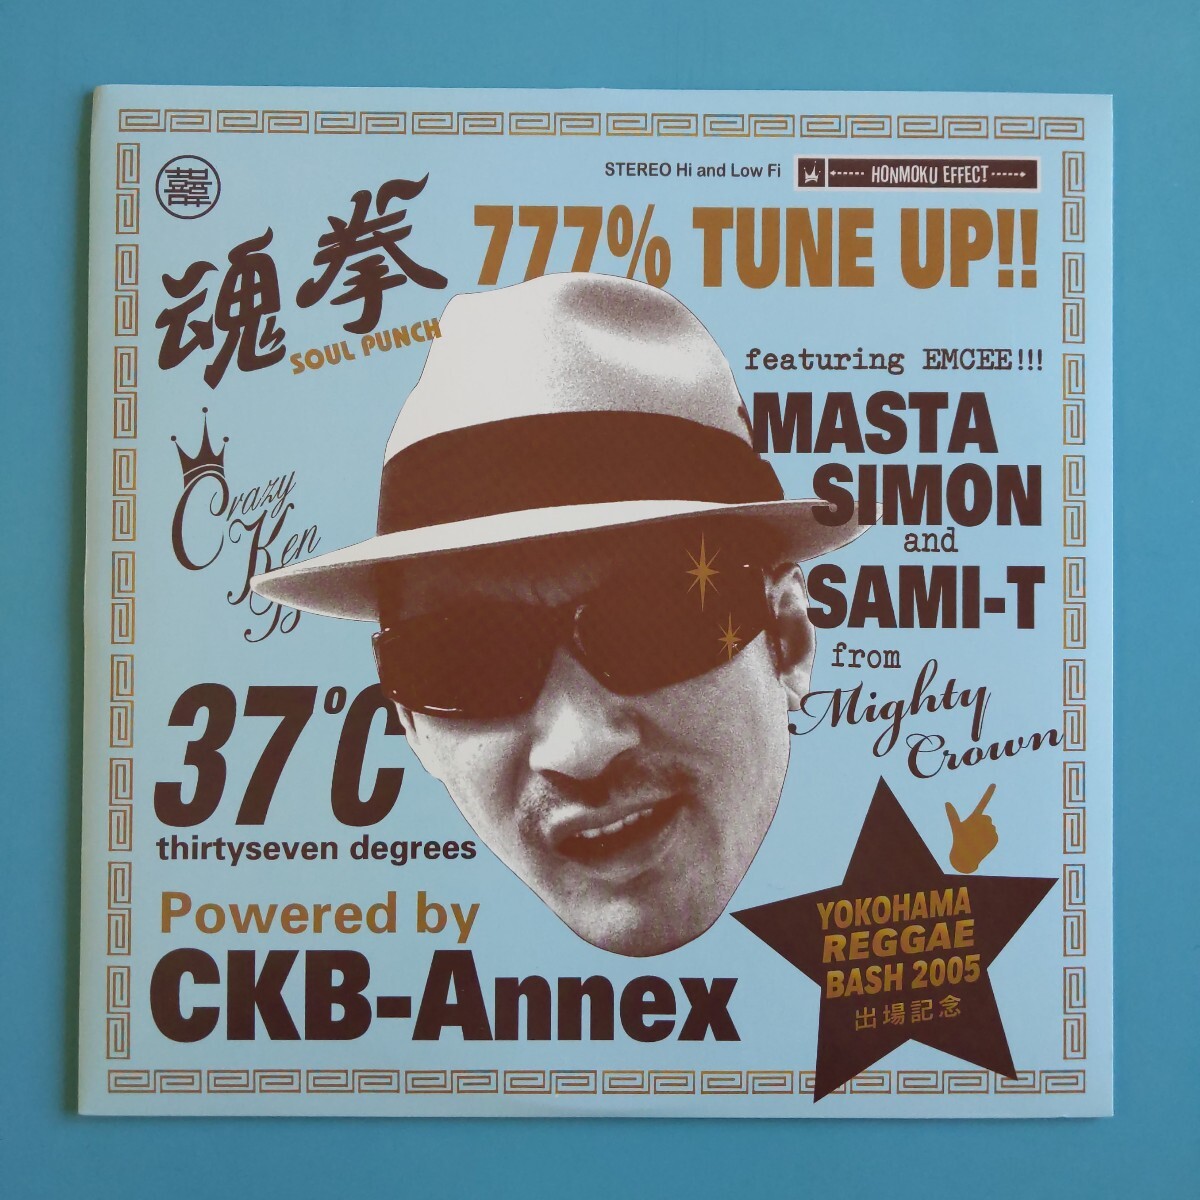 STEREO Hi and Low Fi
HONMOKU EFFECT
魂拳
SOUL PUNCH
777% TUNE UP!!
featuring EMCEE!!!
MASTA
SIMON
and
SAMI-T
from
Mighty
Crown
Crazy
Ken
B
37℃
thirtyseven degrees
Powered by
CKB-Annex
YOKOHAMA
REGGAE
BASH 2005
出場記念